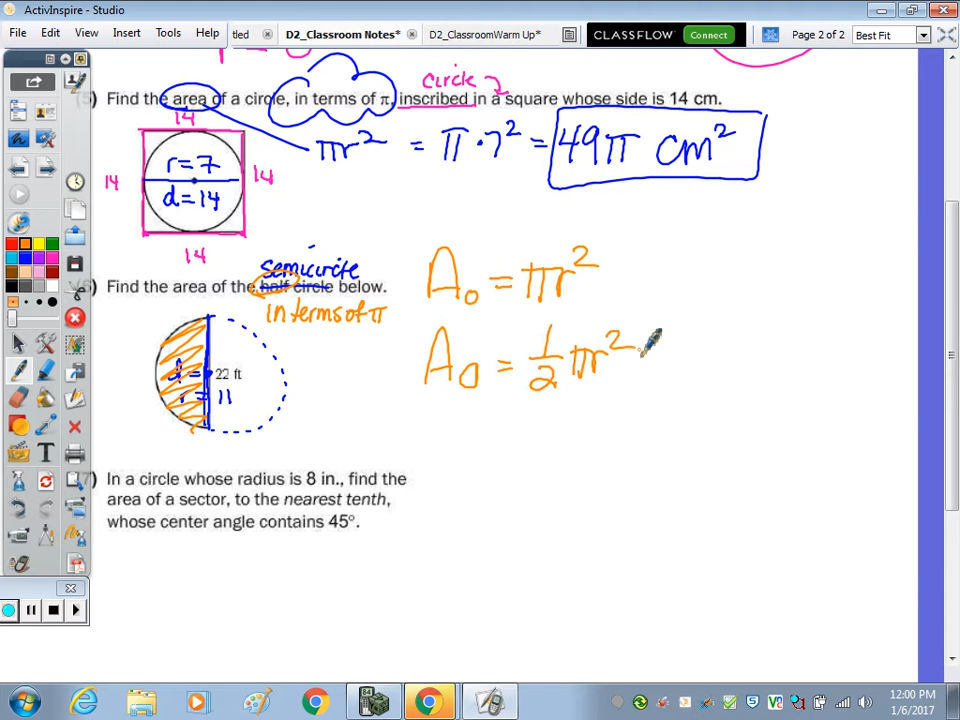 ActivInspire - Studio
File Edit View Insert Tools Help
tled
D2_Classroom Notes*
D2_ClassroomWarm Up*
CLASSFLOW
Connect
Page 2 of 2
Best Fit
circle
5) Find the area of a circle, in terms of π, inscribed in a square whose side is 14 cm.
πr² = π·7² = 49π cm²
14
r = 7
d = 14
14
14
14
semicircle
6) Find the area of the half circle below.
in terms of π
d = 22 ft
r = 11
A = πr²
A = 1/2 πr²
7) In a circle whose radius is 8 in., find the
area of a sector, to the nearest tenth,
whose center angle contains 45°.
12:00 PM
1/6/2017